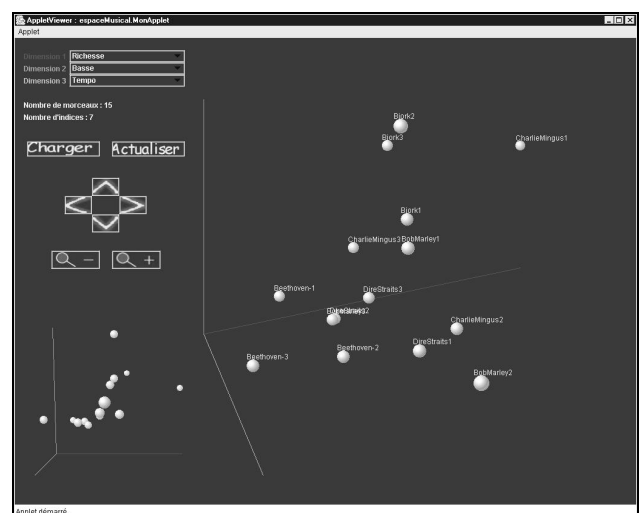 AppletViewer : espaceMusical.MonApplet
Applet
Dimension 1 Richesse
Dimension 2 Basse
Dimension 3 Tempo
Nombre de morceaux : 15
Nombre d'indices : 7
Charger Actualiser
Bjork2
Bjork3
CharlieMingus1
Bjork1
CharlieMingus3 BobMarley1
Beethoven-1
DireStraits3
CharlieMingus2
DireStraits1
Beethoven-2
Beethoven-3
BobMarley2
Applet démarré